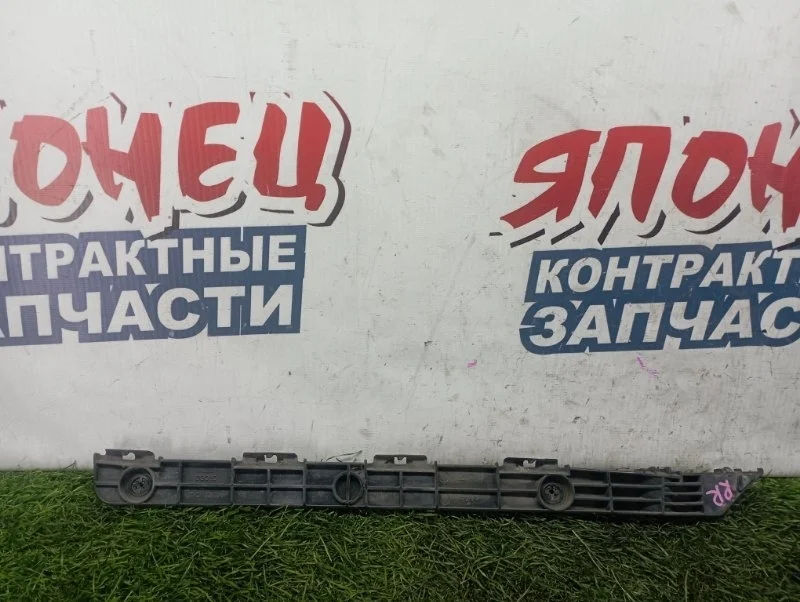 ОНЕЦ
НТРАКТНЫЕ
АПЧАСТИ
ЯПОН
КОНТРАКТ
ЗАПЧАС
RR